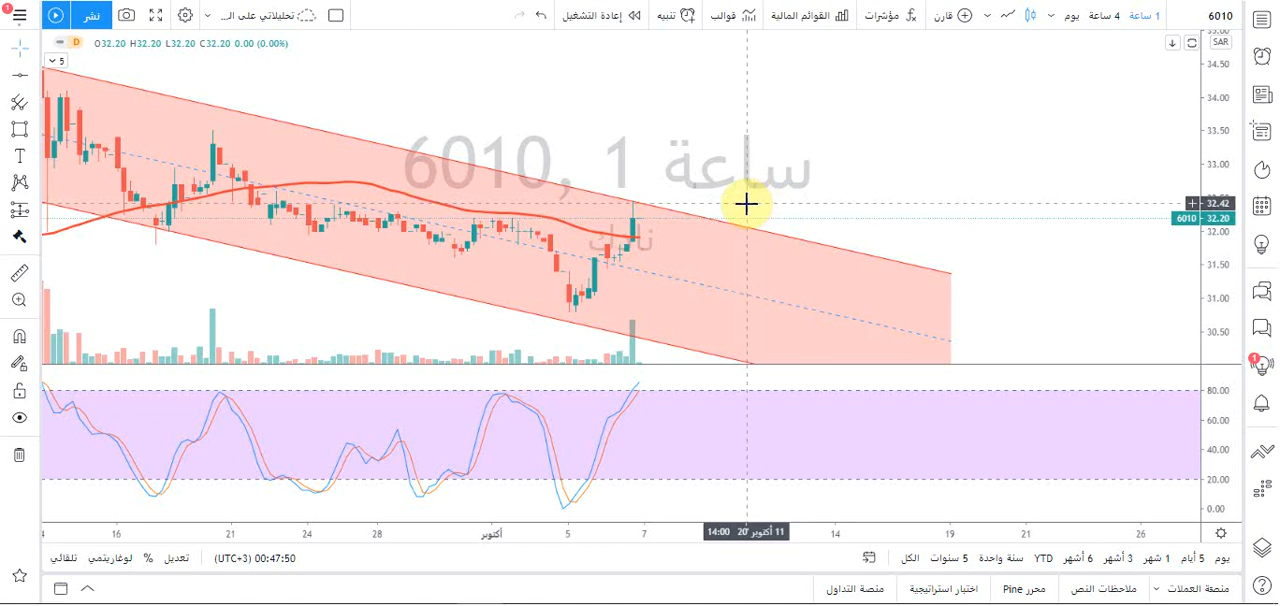 6010
1 ساعة
4 ساعة
يوم
قارن
مؤشرات
القوائم المالية
قوالب
تنبيه
إعادة التشغيل
تحليلاتي على ال...
نشر
1
D
O32.20 H32.20 L32.20 C32.20 0.00 (0.00%)
5
SAR
6010, 1 ساعة
نادك
34.50
34.00
33.50
33.00
32.42
6010 32.20
32.00
31.50
31.00
30.50
80.00
60.00
40.00
20.00
0.00
16
21
24
28
أكتوبر
5
7
11 أكتوبر '20 14:00
14
19
21
26
يوم
5 أيام
1 شهر
3 أشهر
6 أشهر
YTD
سنة واحدة
5 سنوات
الكل
00:47:50 (UTC+3)
تعديل
%
لوغاريتمي
تلقائي
منصة العملات
ملاحظات النص
محرر Pine
اختبار استراتيجية
منصة التداول
1